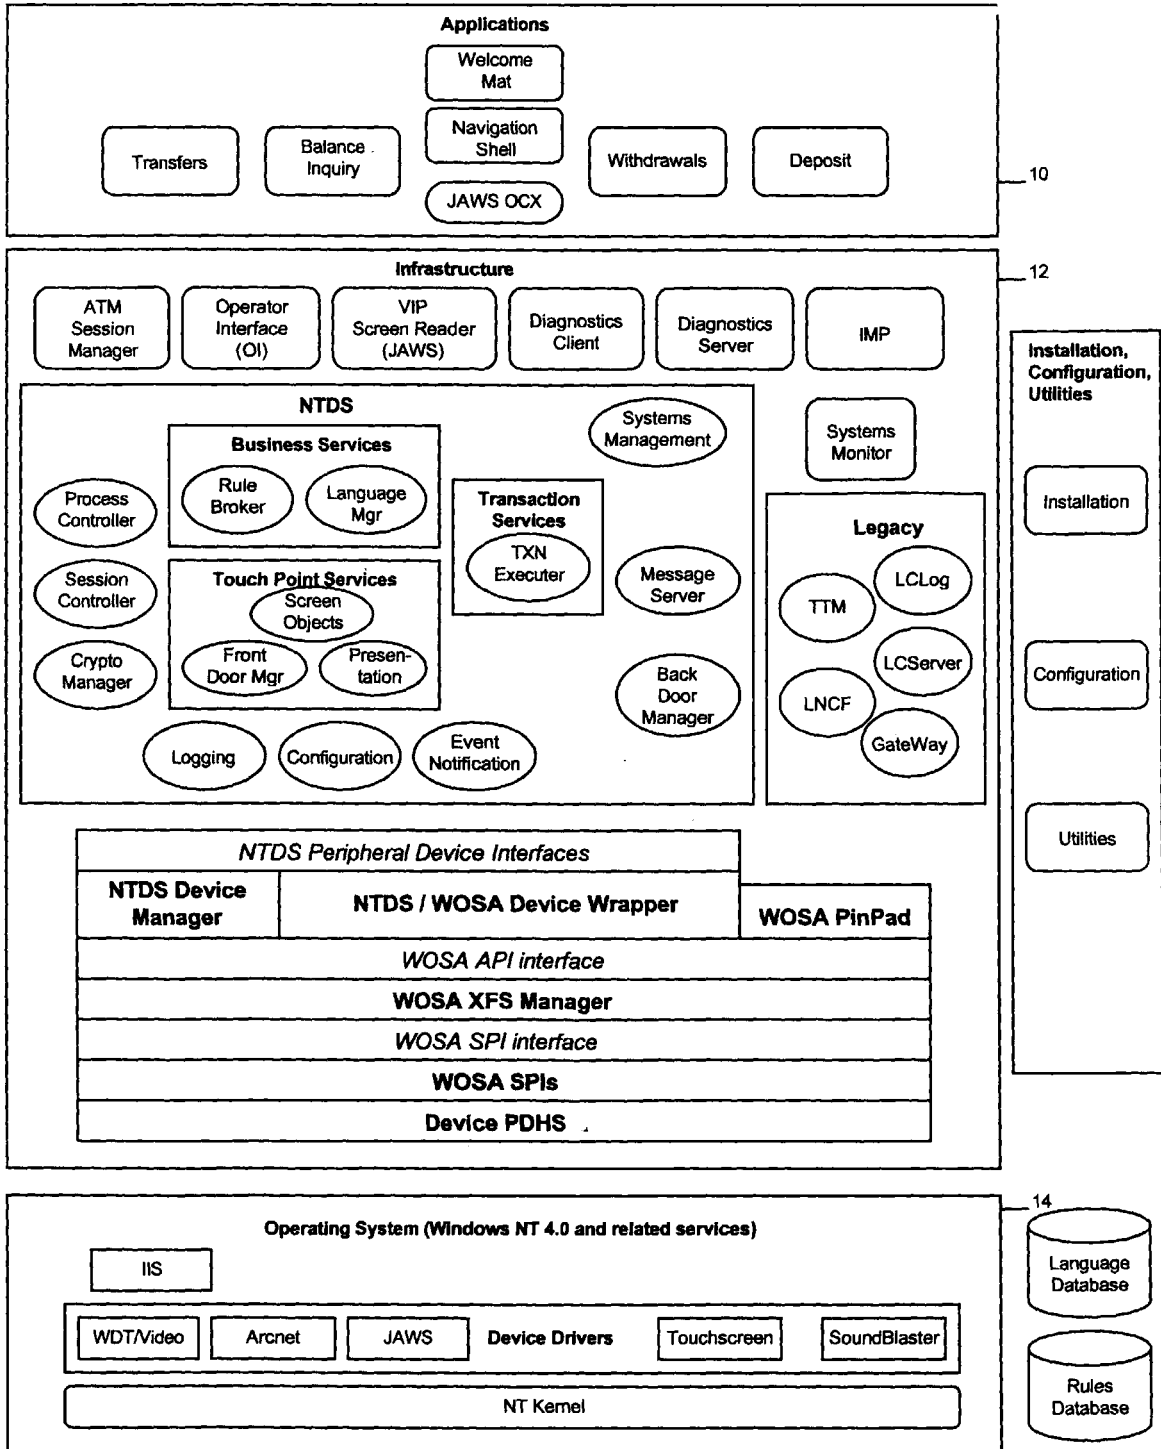 Applications
Welcome
Mat
Navigation
Shell
Transfers
Balance
Inquiry
Withdrawals
Deposit
JAWS OCX
10
Infrastructure
12
ATM
Session
Manager
Operator
Interface
(OI)
VIP
Screen Reader
(JAWS)
Diagnostics
Client
Diagnostics
Server
IMP
Installation,
Configuration,
Utilities
NTDS
Systems
Management
Systems
Monitor
Business Services
Rule
Broker
Language
Mgr
Process
Controller
Transaction
Services
TXN
Executer
Installation
Legacy
LCLog
TTM
LCServer
LNCF
GateWay
Session
Controller
Touch Point Services
Screen
Objects
Front
Door Mgr
Presen-
tation
Message
Server
Crypto
Manager
Back
Door
Manager
Configuration
Logging
Configuration
Event
Notification
Utilities
NTDS Peripheral Device Interfaces
NTDS Device
Manager
NTDS / WOSA Device Wrapper
WOSA PinPad
WOSA API interface
WOSA XFS Manager
WOSA SPI interface
WOSA SPIs
Device PDHS
14
Operating System (Windows NT 4.0 and related services)
IIS
Language
Database
WDT/Video
Arcnet
JAWS
Device Drivers
Touchscreen
SoundBlaster
NT Kernel
Rules
Database